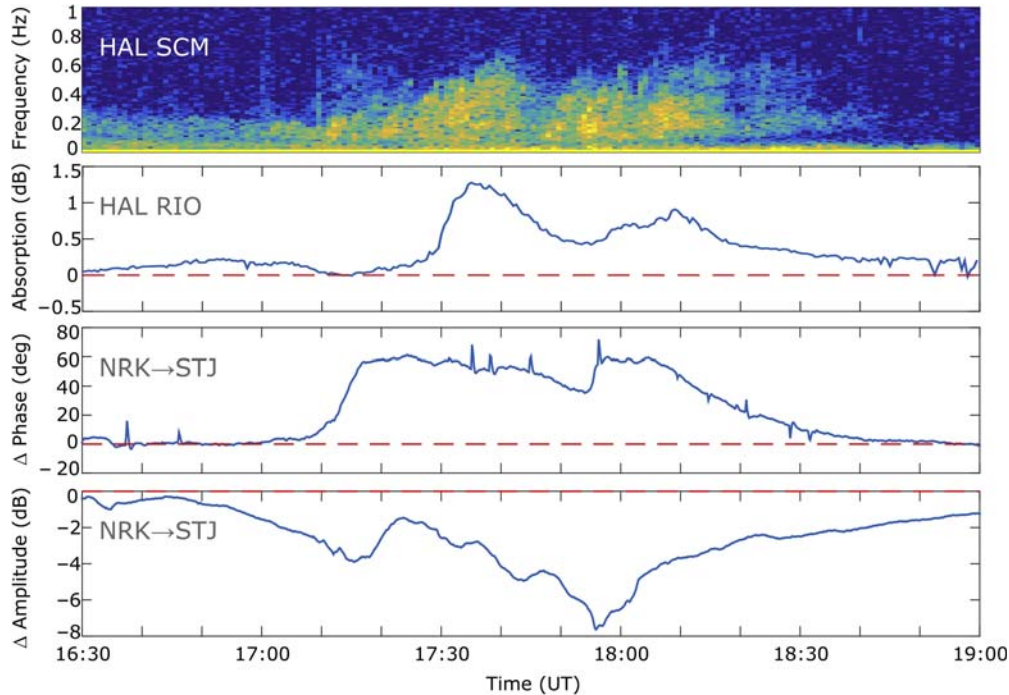 Frequency (Hz)
1
0.8
0.6
0.4
0.2
0
HAL SCM
Absorption (dB)
1.5
1
0.5
0
−0.5
HAL RIO
Δ Phase (deg)
80
60
40
20
0
−20
NRK→STJ
Δ Amplitude (dB)
0
−2
−4
−6
−8
NRK→STJ
16:30 17:00 17:30 18:00 18:30 19:00
Time (UT)